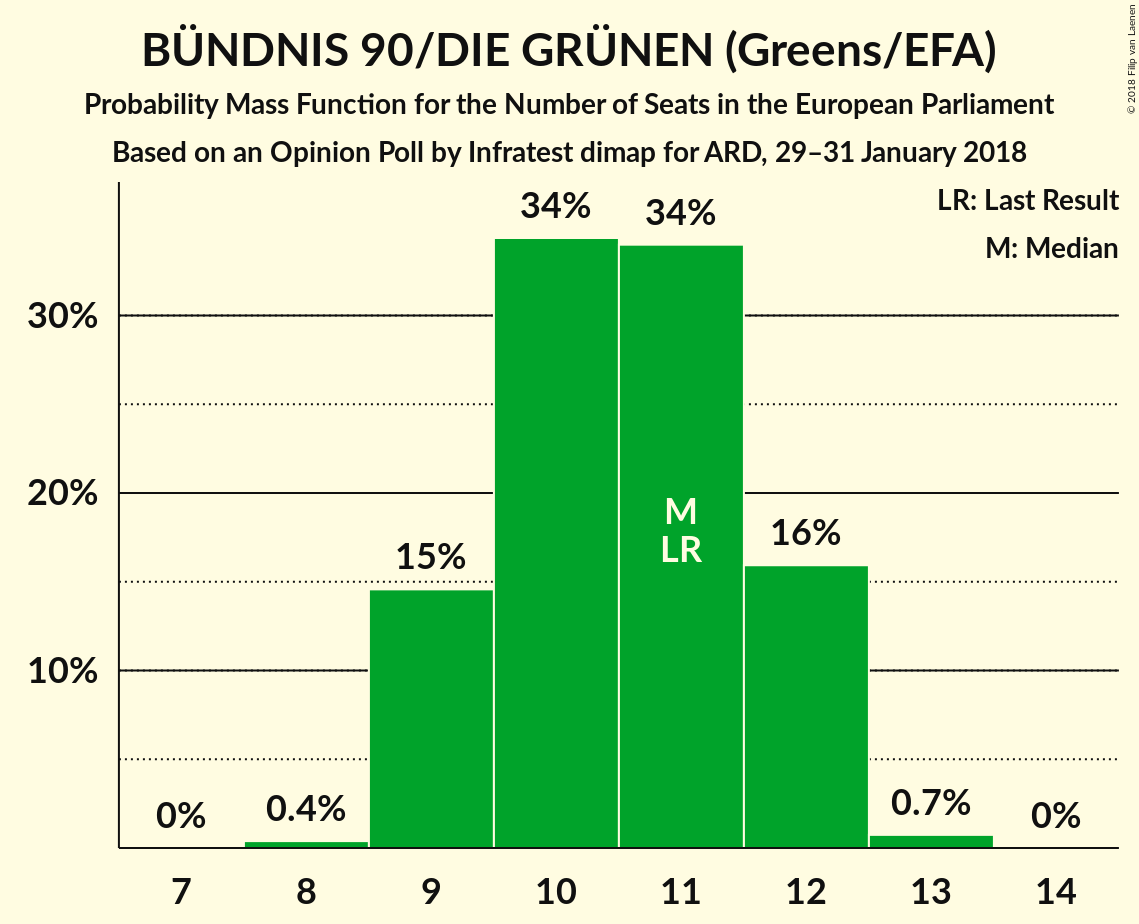 BÜNDNIS 90/DIE GRÜNEN (Greens/EFA)
Probability Mass Function for the Number of Seats in the European Parliament
Based on an Opinion Poll by Infratest dimap for ARD, 29–31 January 2018
© 2018 Filip van Laenen
LR: Last Result
M: Median
34%
34%
30%
20%
M
LR
16%
15%
10%
0%
0.4%
0.7%
0%
7
8
9
10
11
12
13
14